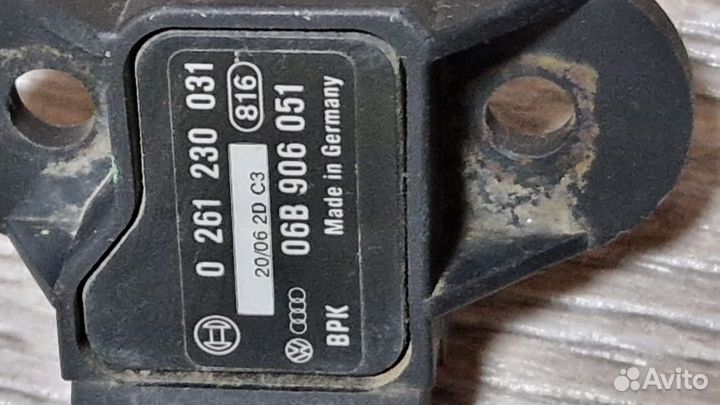 0 261 230 031
816
20/06 2D C3
06B 906 051
BPK Made in Germany
Avito